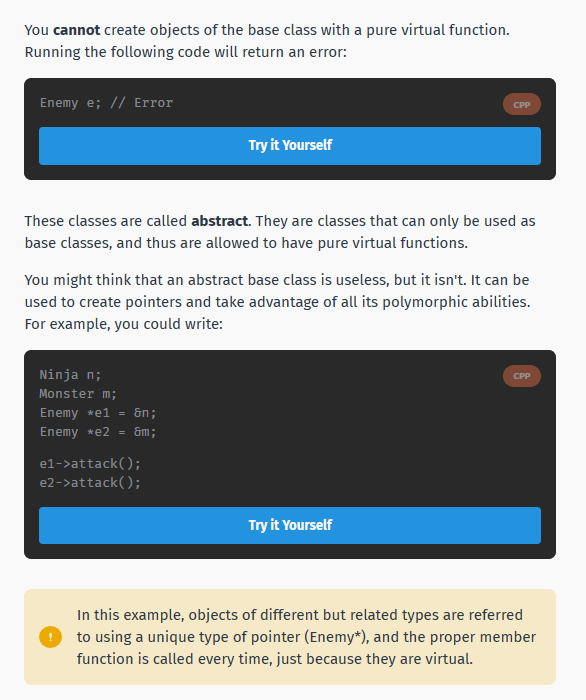 You cannot create objects of the base class with a pure virtual function.
Running the following code will return an error:
Enemy e; // Error
CPP
Try it Yourself
These classes are called abstract. They are classes that can only be used as
base classes, and thus are allowed to have pure virtual functions.
You might think that an abstract base class is useless, but it isn't. It can be
used to create pointers and take advantage of all its polymorphic abilities.
For example, you could write:
Ninja n;
CPP
Monster m;
Enemy *e1 = &n;
Enemy *e2 = &m;
e1->attack();
e2->attack();
Try it Yourself
In this example, objects of different but related types are referred
! to using a unique type of pointer (Enemy*), and the proper member
function is called every time, just because they are virtual.